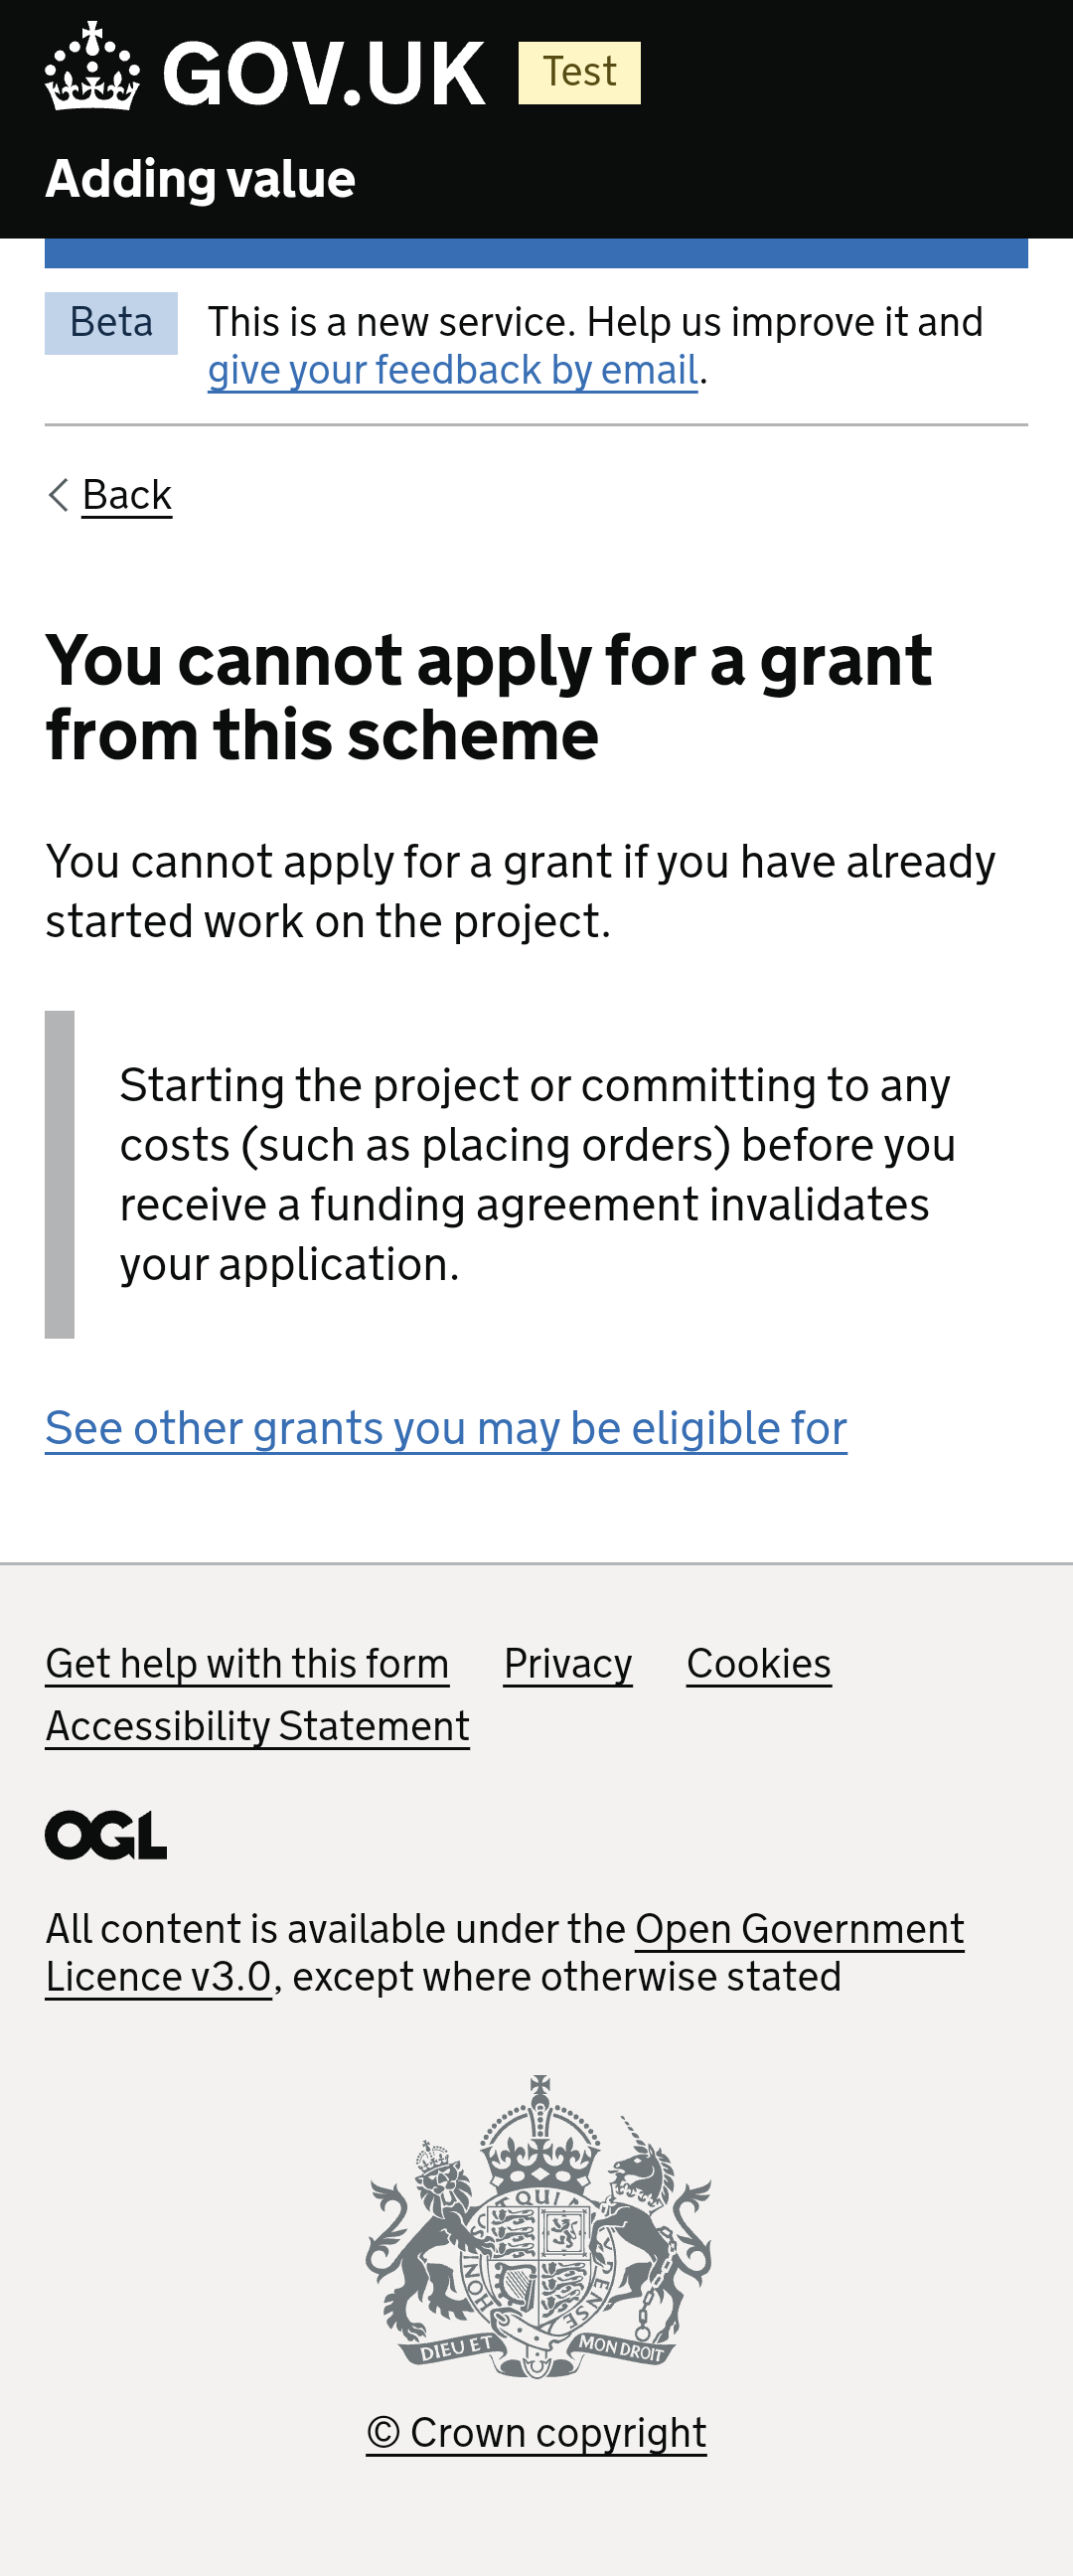 GOV.UK Test
Adding value
Beta
This is a new service. Help us improve it and
give your feedback by email.
Back
You cannot apply for a grant
from this scheme
You cannot apply for a grant if you have already
started work on the project.
Starting the project or committing to any
costs (such as placing orders) before you
receive a funding agreement invalidates
your application.
See other grants you may be eligible for
Get help with this form Privacy Cookies
Accessibility Statement
OGL
All content is available under the Open Government
Licence v3.0, except where otherwise stated
QUI
HONI
PENSE
DIEU ET MON DROIT
© Crown copyright